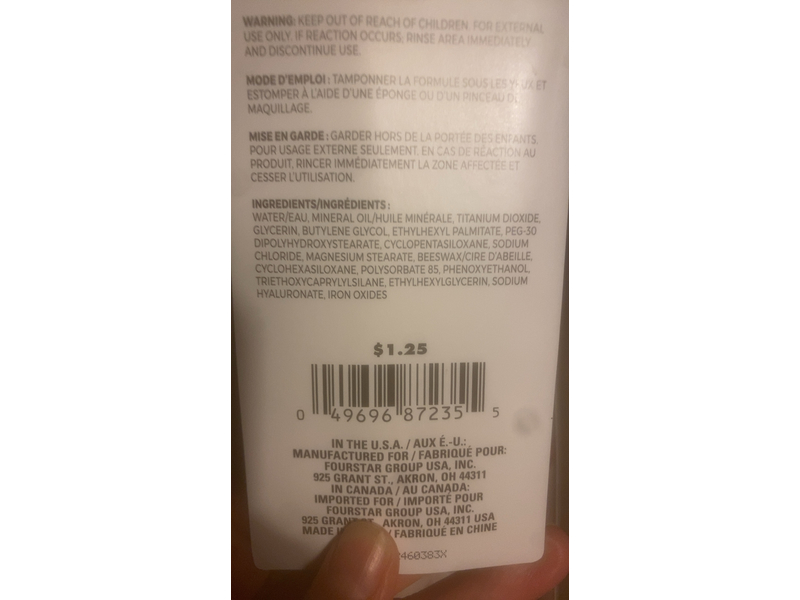 WARNING: KEEP OUT OF REACH OF CHILDREN. FOR EXTERNAL
USE ONLY. IF REACTION OCCURS, RINSE AREA IMMEDIATELY
AND DISCONTINUE USE.
MODE D'EMPLOI : TAMPONNER LA FORMULE SOUS LES YEUX ET
ESTOMPER À L'AIDE D'UNE ÉPONGE OU D'UN PINCEAU DE
MAQUILLAGE.
MISE EN GARDE : GARDER HORS DE LA PORTÉE DES ENFANTS.
POUR USAGE EXTERNE SEULEMENT. EN CAS DE RÉACTION AU
PRODUIT, RINCER IMMÉDIATEMENT LA ZONE AFFECTÉE ET
CESSER L'UTILISATION.
INGREDIENTS/INGRÉDIENTS :
WATER/EAU, MINERAL OIL/HUILE MINÉRALE, TITANIUM DIOXIDE,
GLYCERIN, BUTYLENE GLYCOL, ETHYLHEXYL PALMITATE, PEG-30
DIPOLYHYDROXYSTEARATE, CYCLOPENTASILOXANE, SODIUM
CHLORIDE, MAGNESIUM STEARATE, BEESWAX/CIRE D'ABEILLE,
CYCLOHEXASILOXANE, POLYSORBATE 85, PHENOXYETHANOL,
TRIETHOXYCAPRYLYLSILANE, ETHYLHEXYLGLYCERIN, SODIUM
HYALURONATE, IRON OXIDES
$1.25
0 49696 87235 5
IN THE U.S.A. / AUX É.-U.:
MANUFACTURED FOR / FABRIQUÉ POUR:
FOURSTAR GROUP USA, INC.
925 GRANT ST., AKRON, OH 44311
IN CANADA / AU CANADA:
IMPORTED FOR / IMPORTÉ POUR
FOURSTAR GROUP USA, INC.
925 GRANT ST., AKRON, OH 44311 USA
MADE / FABRIQUÉ EN CHINE
460383X